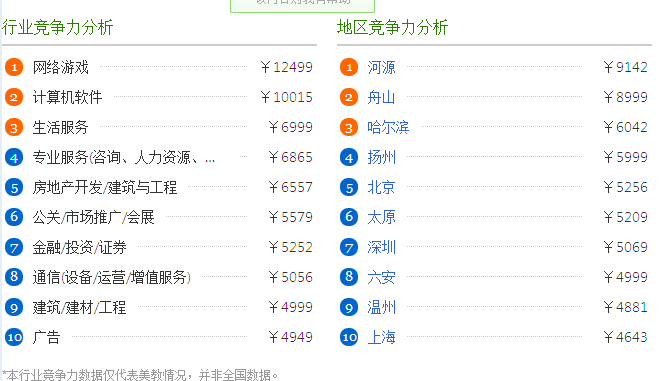 行业竞争力分析
1 网络游戏 ￥12499
2 计算机软件 ￥10015
3 生活服务 ￥6999
4 专业服务(咨询、人力资源、... ￥6865
5 房地产开发/建筑与工程 ￥6557
6 公关/市场推广/会展 ￥5579
7 金融/投资/证券 ￥5252
8 通信(设备/运营/增值服务) ￥5056
9 建筑/建材/工程 ￥4999
10 广告 ￥4949
地区竞争力分析
1 河源 ￥9142
2 舟山 ￥8999
3 哈尔滨 ￥6042
4 扬州 ￥5999
5 北京 ￥5256
6 太原 ￥5209
7 深圳 ￥5069
8 六安 ￥4999
9 温州 ￥4881
10 上海 ￥4643
*本行业竞争力数据仅代表美教情况，并非全国数据。